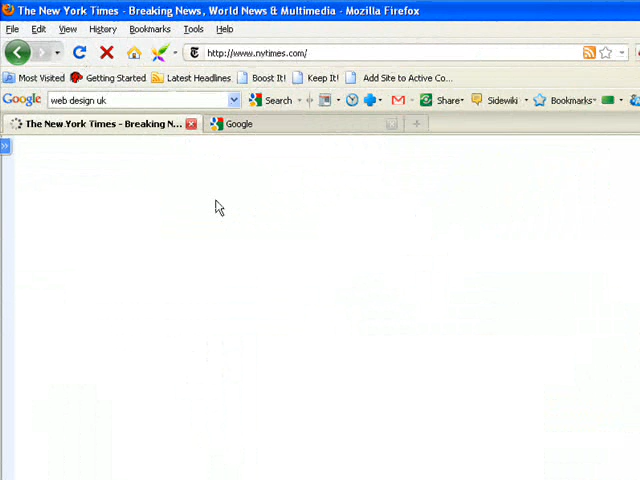 The New York Times - Breaking News, World News & Multimedia - Mozilla Firefox
File Edit View History Bookmarks Tools Help
http://www.nytimes.com/
Most Visited Getting Started Latest Headlines Boost It! Keep It! Add Site to Active Co...
Google web design uk Search Share Sidewiki Bookmarks
The New York Times - Breaking N... Google